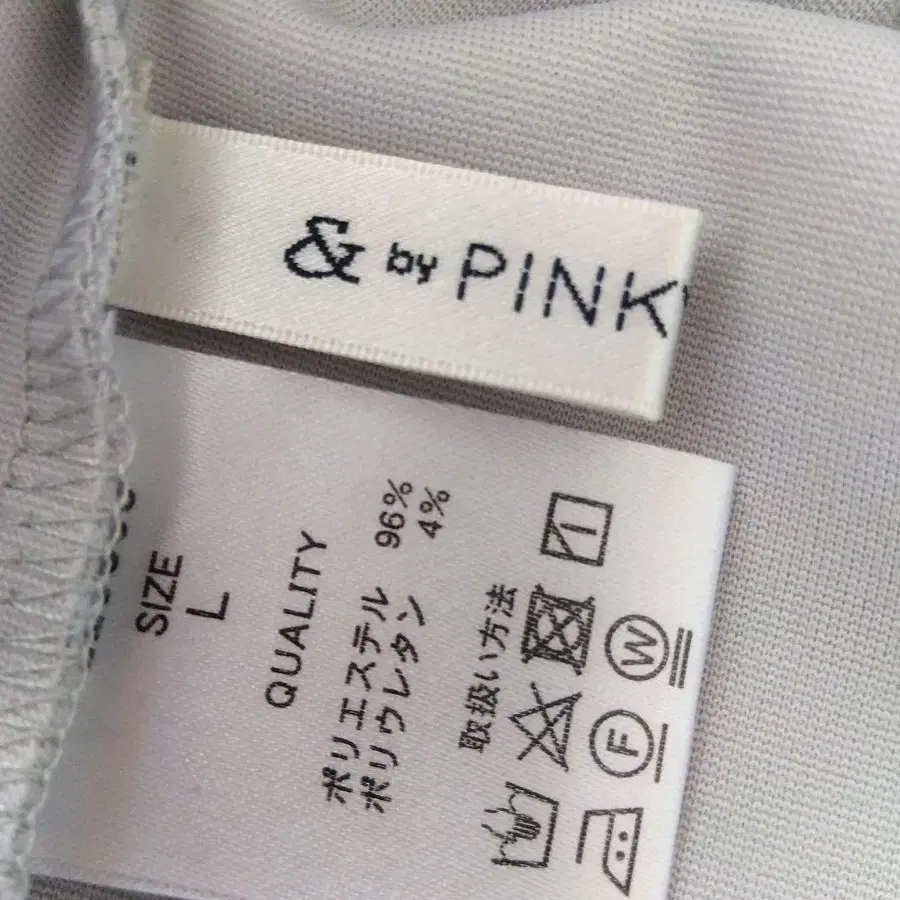 & by PINK
SIZE
L
QUALITY
ポリエステル 96%
ポリウレタン 4%
取扱い方法
W
F